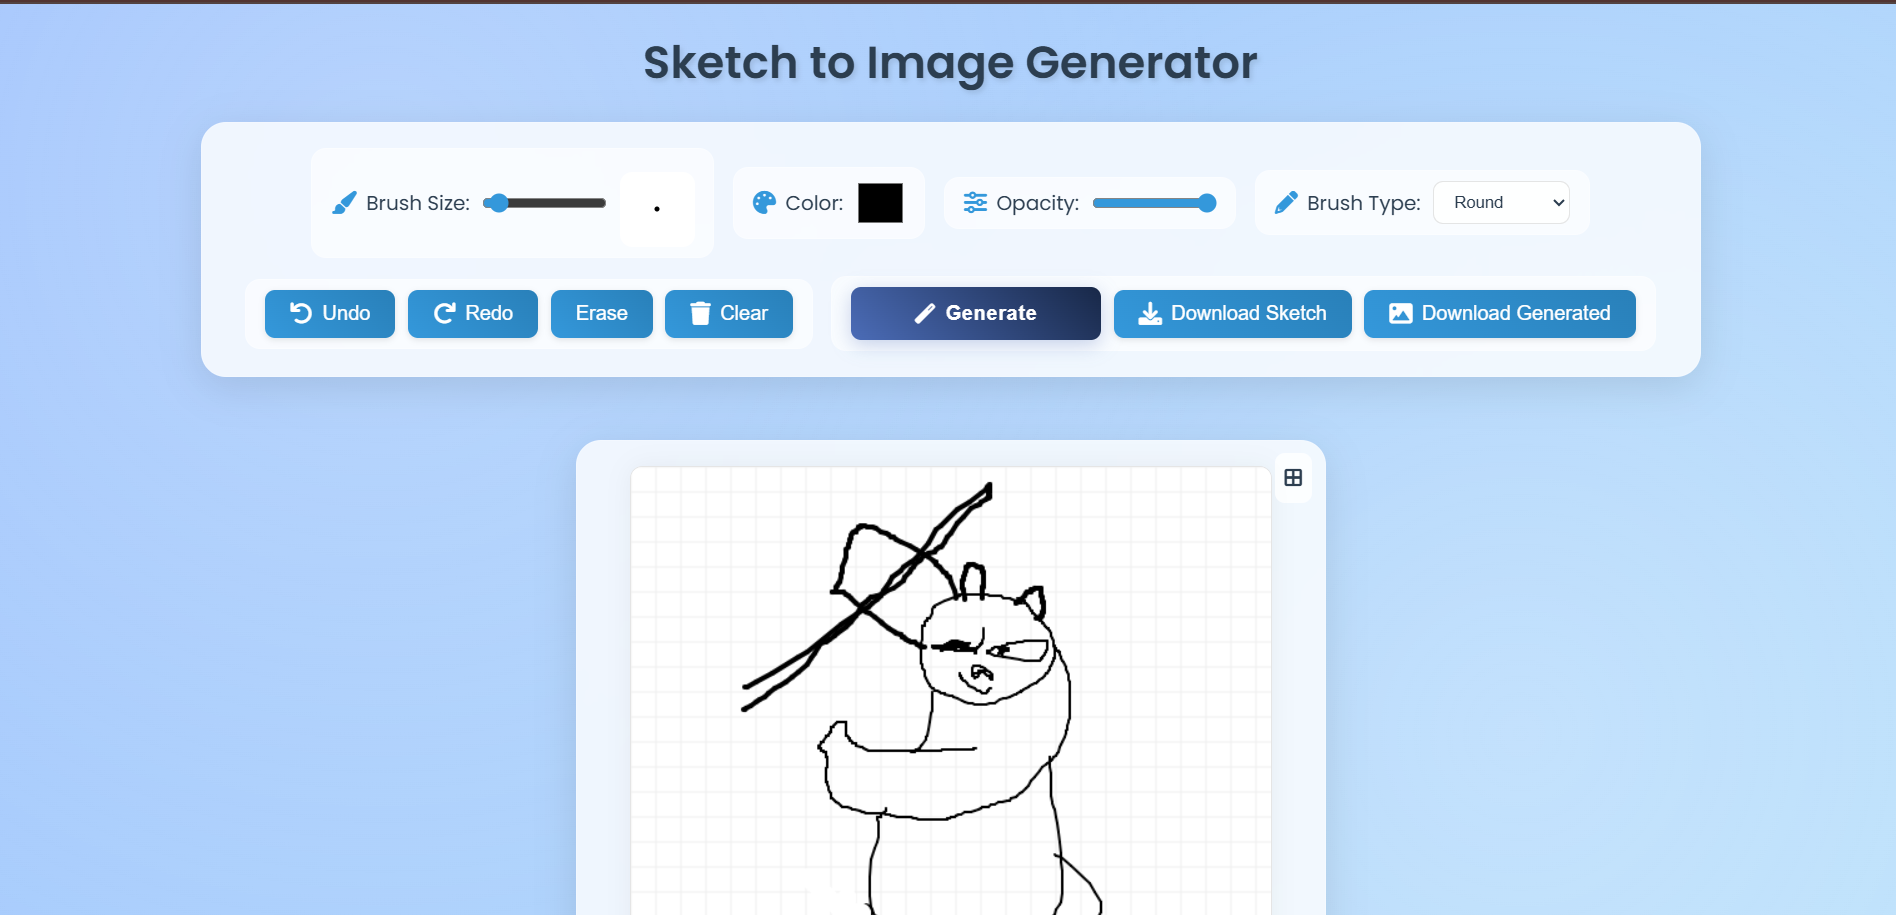 Sketch to Image Generator
Brush Size:
Color:
Opacity:
Brush Type:
Round
Undo
Redo
Erase
Clear
Generate
Download Sketch
Download Generated